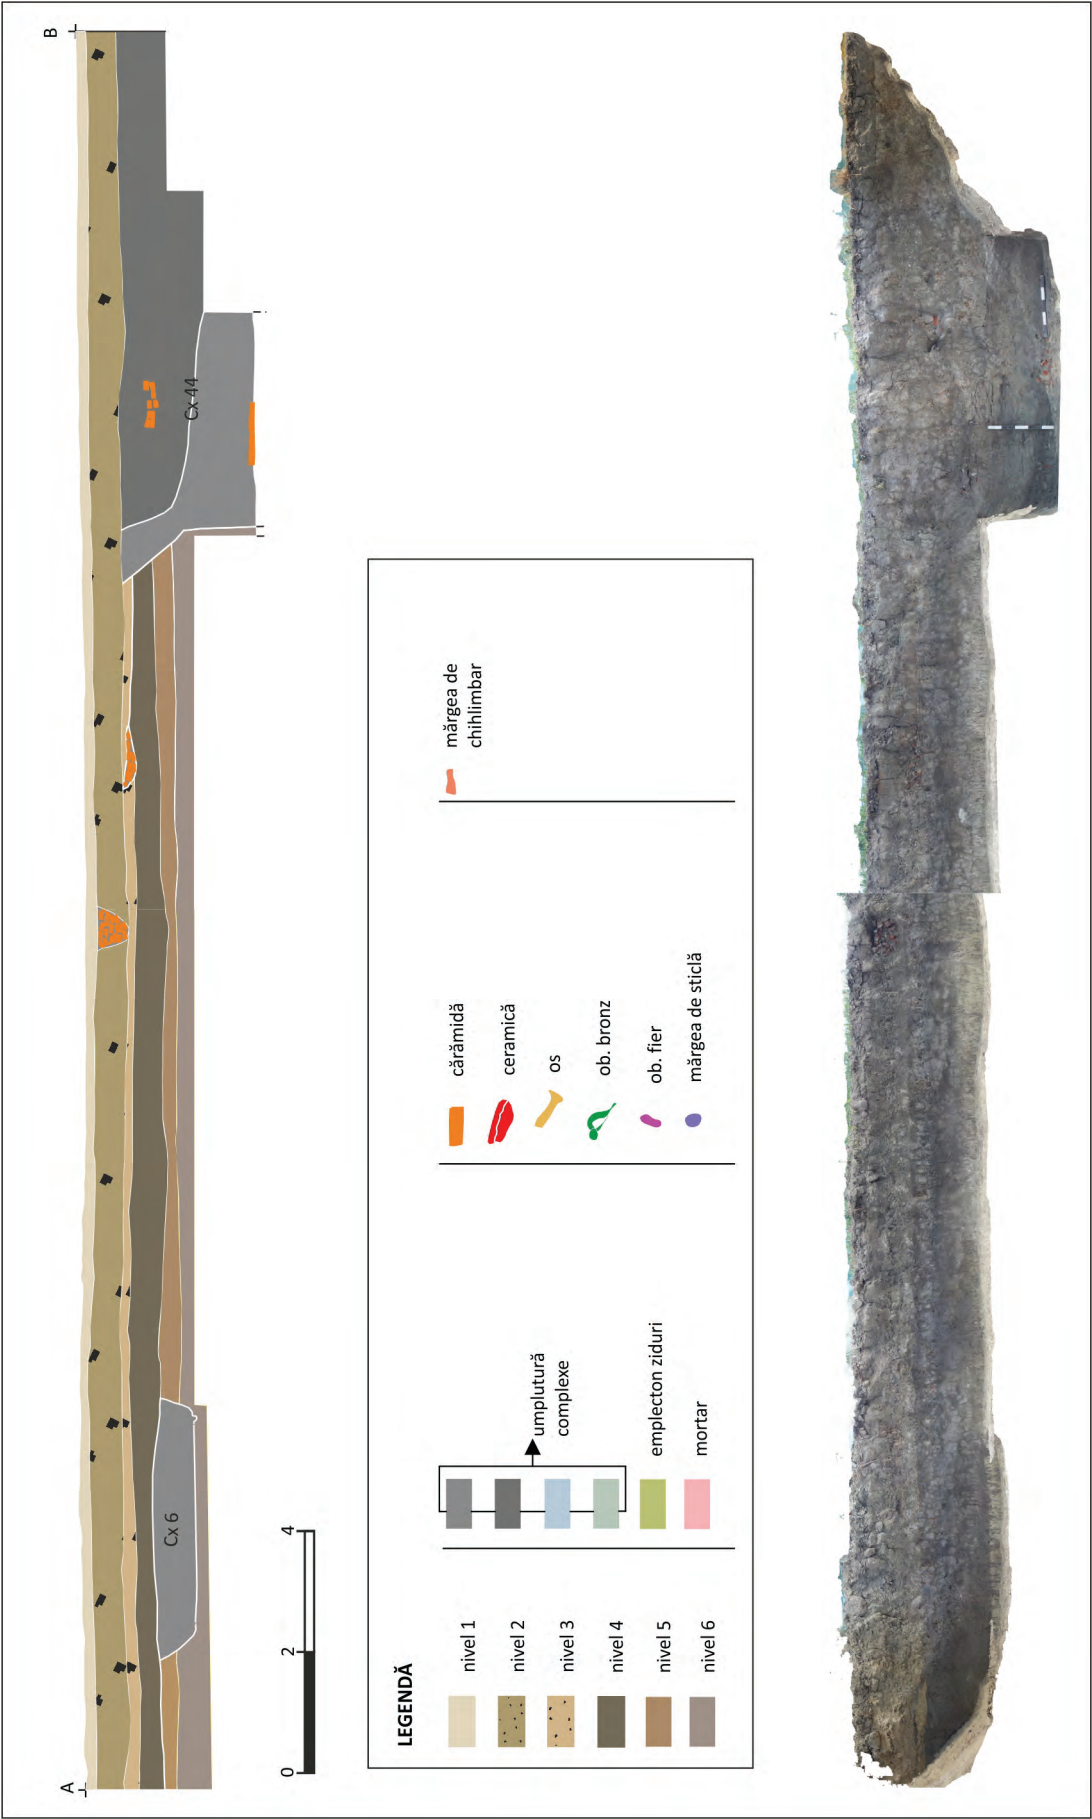 A
B
Cx 6
Cx 44
0
2
4
LEGENDĂ
nivel 1
nivel 2
nivel 3
nivel 4
nivel 5
nivel 6
umplutură
complexe
emplecton ziduri
mortar
cărămidă
ceramică
os
ob. bronz
ob. fier
mărgea de sticlă
mărgea de
chihlimbar